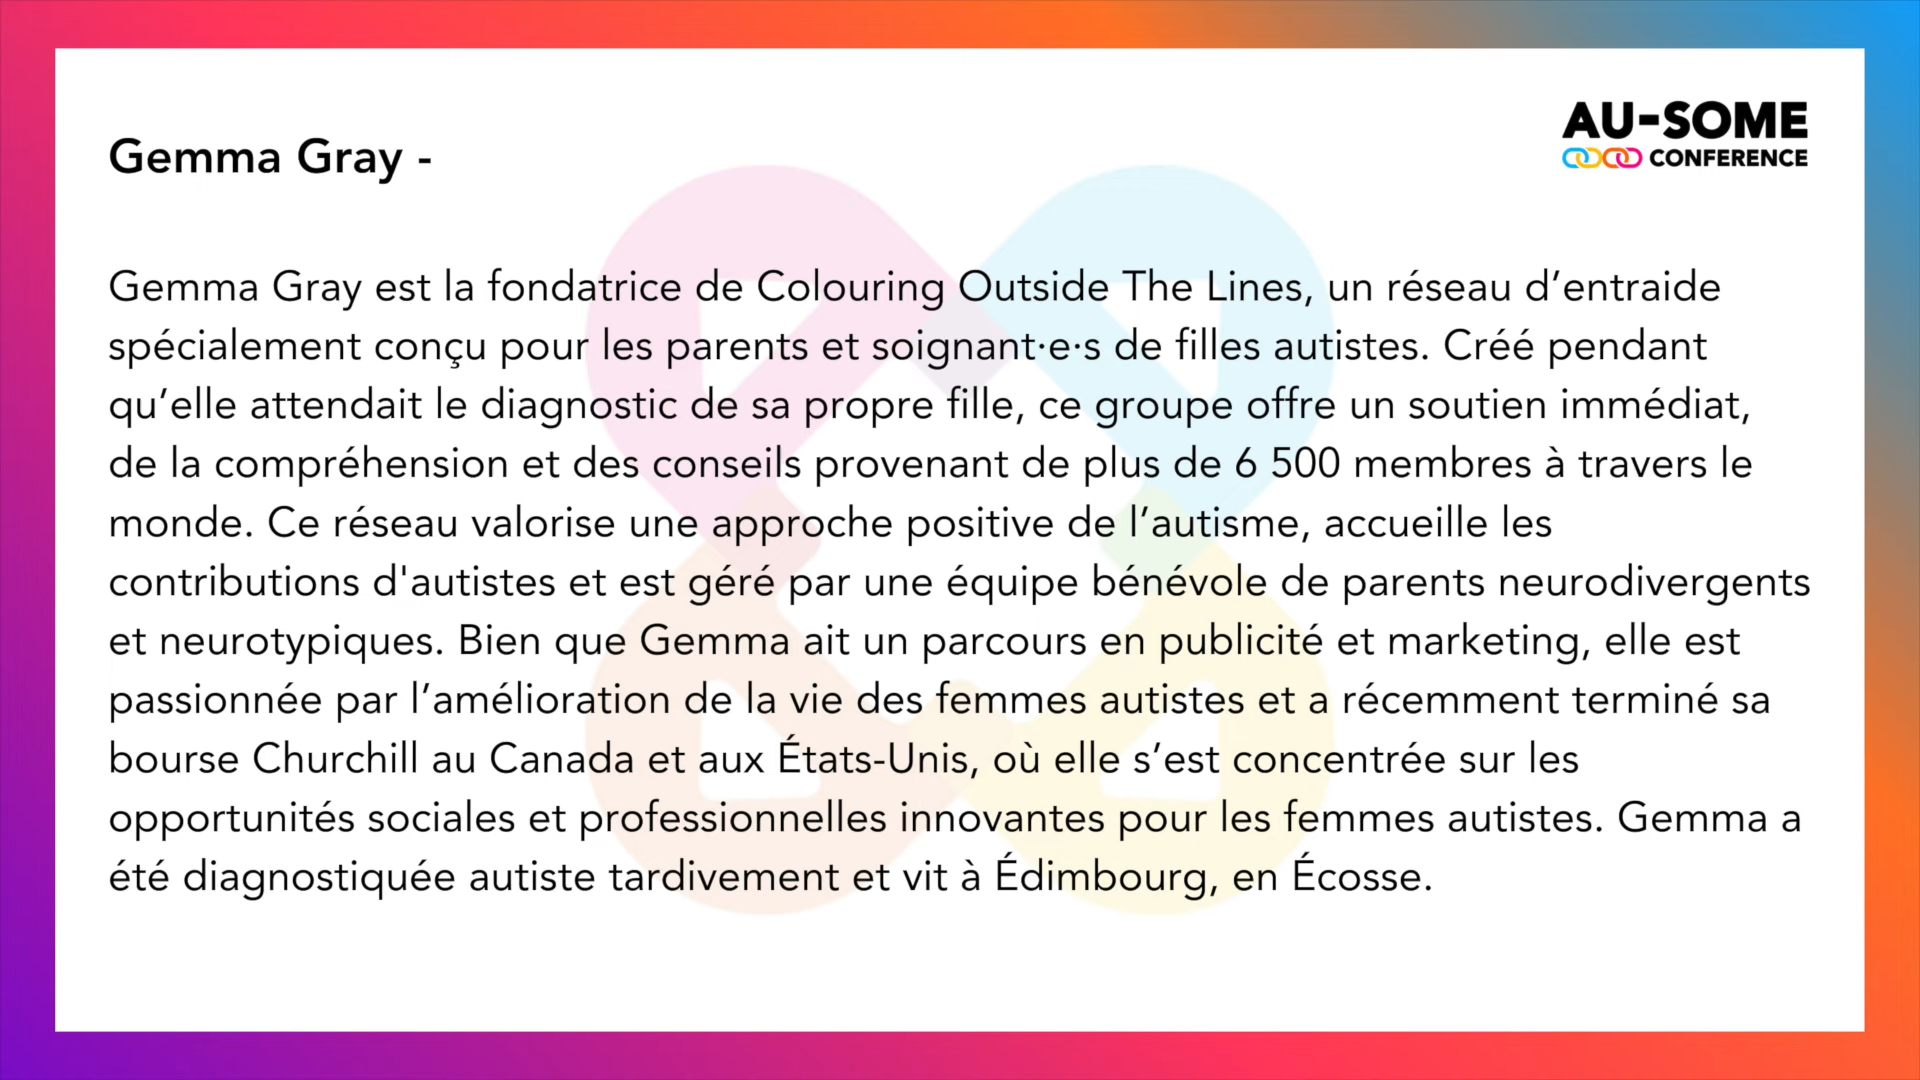 AU-SOME
CONFERENCE
Gemma Gray -
Gemma Gray est la fondatrice de Colouring Outside The Lines, un réseau d’entraide
spécialement conçu pour les parents et soignant·e·s de filles autistes. Créé pendant
qu’elle attendait le diagnostic de sa propre fille, ce groupe offre un soutien immédiat,
de la compréhension et des conseils provenant de plus de 6 500 membres à travers le
monde. Ce réseau valorise une approche positive de l’autisme, accueille les
contributions d'autistes et est géré par une équipe bénévole de parents neurodivergents
et neurotypiques. Bien que Gemma ait un parcours en publicité et marketing, elle est
passionnée par l’amélioration de la vie des femmes autistes et a récemment terminé sa
bourse Churchill au Canada et aux États-Unis, où elle s’est concentrée sur les
opportunités sociales et professionnelles innovantes pour les femmes autistes. Gemma a
été diagnostiquée autiste tardivement et vit à Édimbourg, en Écosse.